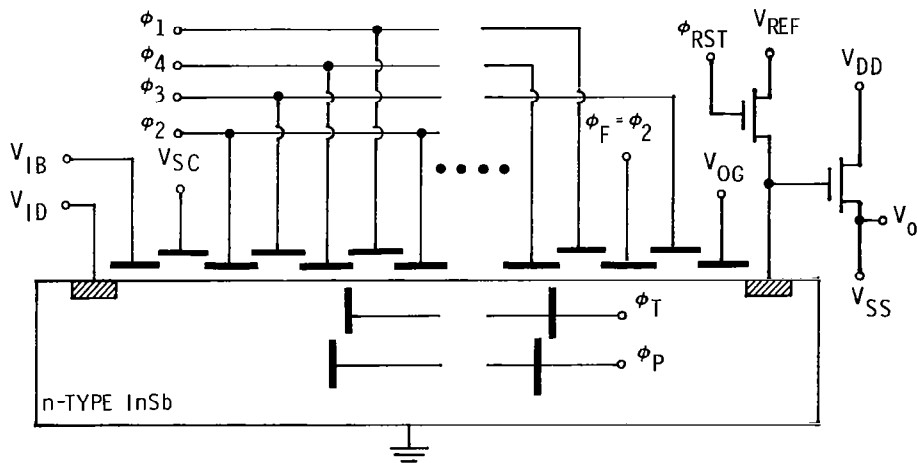 ϕ1
ϕ4
ϕ3
ϕ2
VIB
VID
VSC
ϕF = ϕ2
VOG
ϕRST
VREF
VDD
Vo
VSS
ϕT
ϕP
n-TYPE InSb